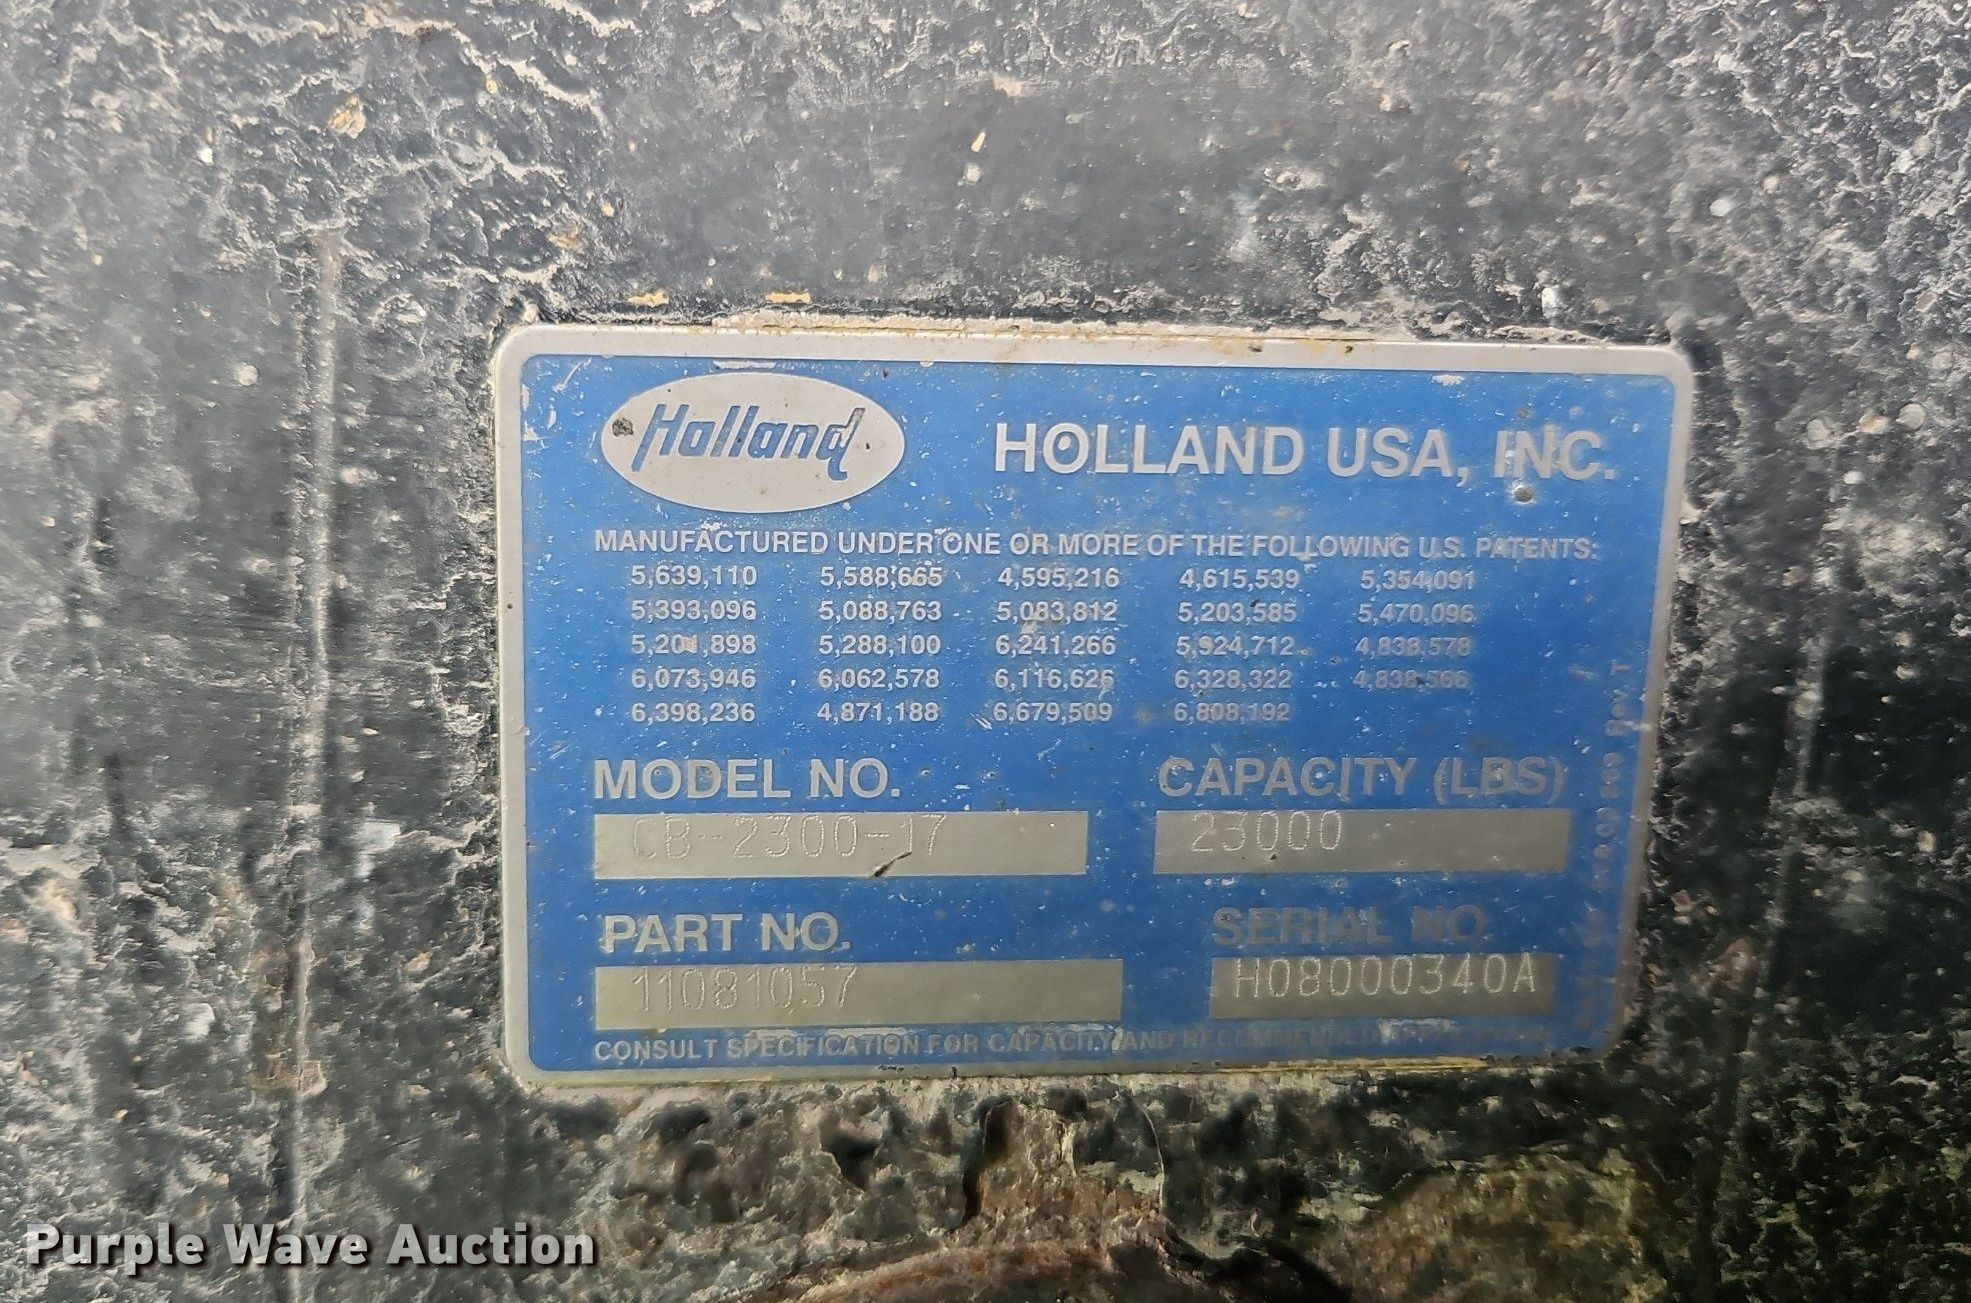 Holland
HOLLAND USA, INC.
MANUFACTURED UNDER ONE OR MORE OF THE FOLLOWING U.S. PATENTS:
5,639,110 5,588,665 4,595,216 4,615,539 5,354,091
5,393,096 5,088,763 5,083,812 5,203,585 5,470,096
5,201,898 5,288,100 6,241,266 5,924,712 4,838,578
6,073,946 6,062,578 6,116,626 6,328,322 4,838,566
6,398,236 4,871,188 6,679,509 6,808,192
MODEL NO. CAPACITY (LBS)
CB-2300-17 23000
PART NO. SERIAL NO.
11081057 H08000340A
CONSULT SPECIFICATION FOR CAPACITY AND RECOMMENDED
Rev T
Purple Wave Auction